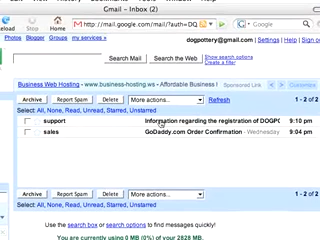 Gmail - Inbox (2)
eload Stop
http://mail.google.com/mail/?auth=DQ
Photos Blogger Groups my services »
dogpottery@gmail.com | Settings | Help | Sign o
Search Mail Search the Web Show search options
Create a filter
Business Web Hosting - www.business-hosting.ws - Affordable Business I Sponsored Link < >
Archive Report Spam Delete More actions... Refresh 1 - 2 of 2
Select: All, None, Read, Unread, Starred, Unstarred
support Information regarding the registration of DOGPO 9:10 pm
sales GoDaddy.com Order Confirmation - Wednesday 9:04 pm
Archive Report Spam Delete More actions... 1 - 2 of 2
Select: All, None, Read, Unread, Starred, Unstarred
Use the search box or search options to find messages quickly!
You are currently using 0 MB (0%) of your 2828 MB.